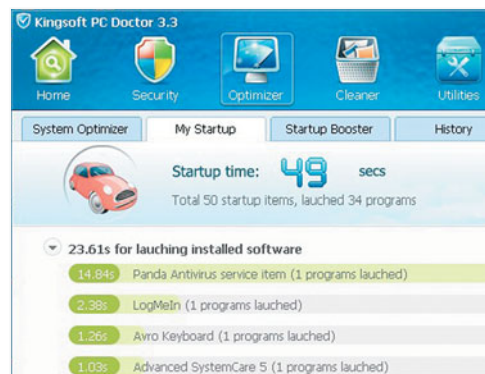 Kingsoft PC Doctor 3.3
Home Security Optimizer Cleaner Utilities
System Optimizer My Startup Startup Booster History
Startup time: 49 secs
Total 50 startup items, lauched 34 programs
23.61s for lauching installed software
14.84s Panda Antivirus service item (1 programs lauched)
2.38s LogMeIn (1 programs lauched)
1.26s Avro Keyboard (1 programs lauched)
1.03s Advanced SystemCare 5 (1 programs lauched)